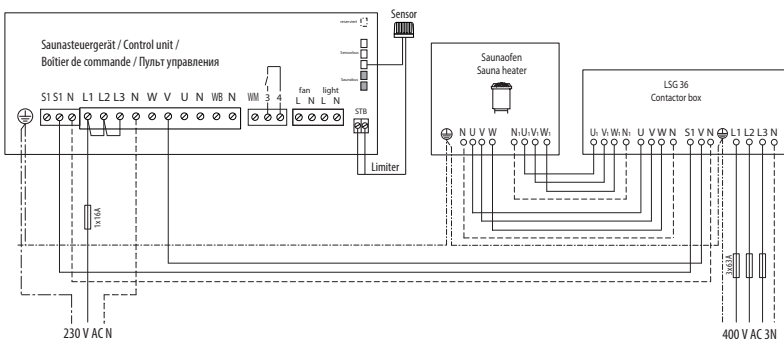 Sensor
Saunasteuergerät / Control unit /
Boîtier de commande / Пульт управления
S1 S1 N L1 L2 L3 N W V U N WB N
WM 3 4
fan light
L N L N
STB
Limiter
1x16A
230 V AC N
Saunaofen
Sauna heater
N U V W N1 U1 V1 W1
LSG 36
Contactor box
U1 V1 W1 N1 U V W N S1 V N L1 L2 L3 N
3x63A
400 V AC 3N